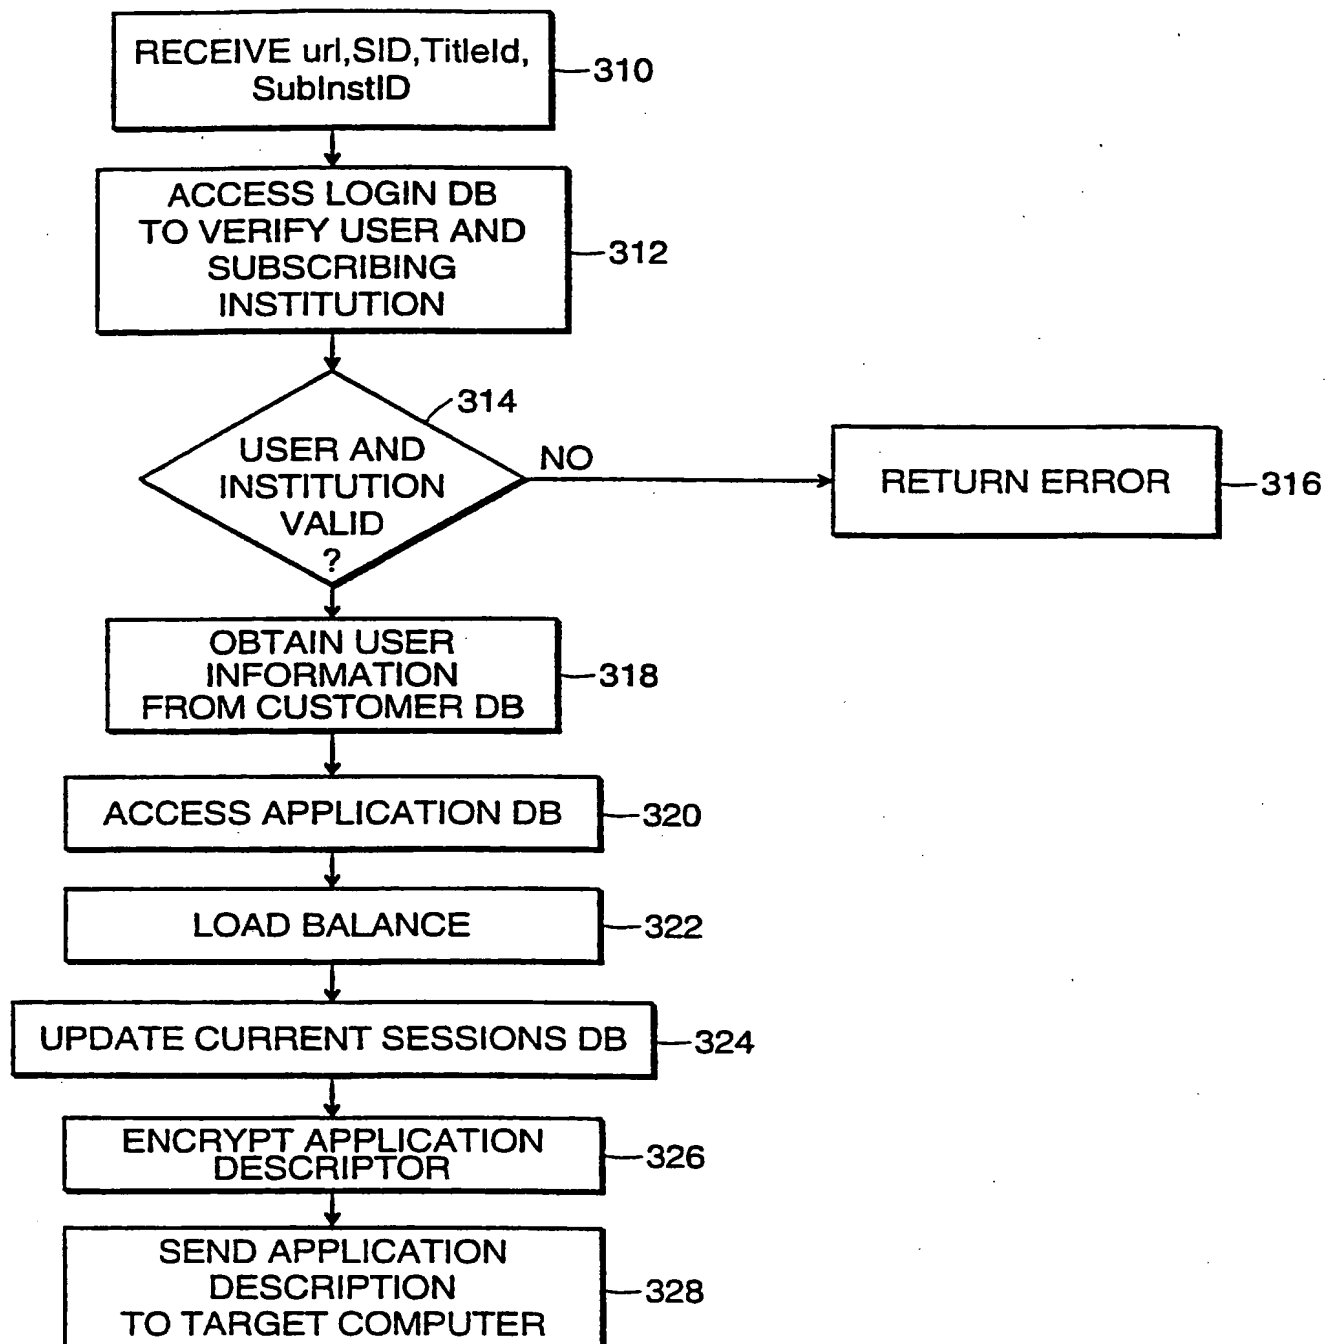 RECEIVE url,SID,TitleId,
SubInstID
310
ACCESS LOGIN DB
TO VERIFY USER AND
SUBSCRIBING
INSTITUTION
312
314
USER AND
INSTITUTION
VALID
?
NO
RETURN ERROR
316
OBTAIN USER
INFORMATION
FROM CUSTOMER DB
318
ACCESS APPLICATION DB
320
LOAD BALANCE
322
UPDATE CURRENT SESSIONS DB
324
ENCRYPT APPLICATION
DESCRIPTOR
326
SEND APPLICATION
DESCRIPTION
TO TARGET COMPUTER
328